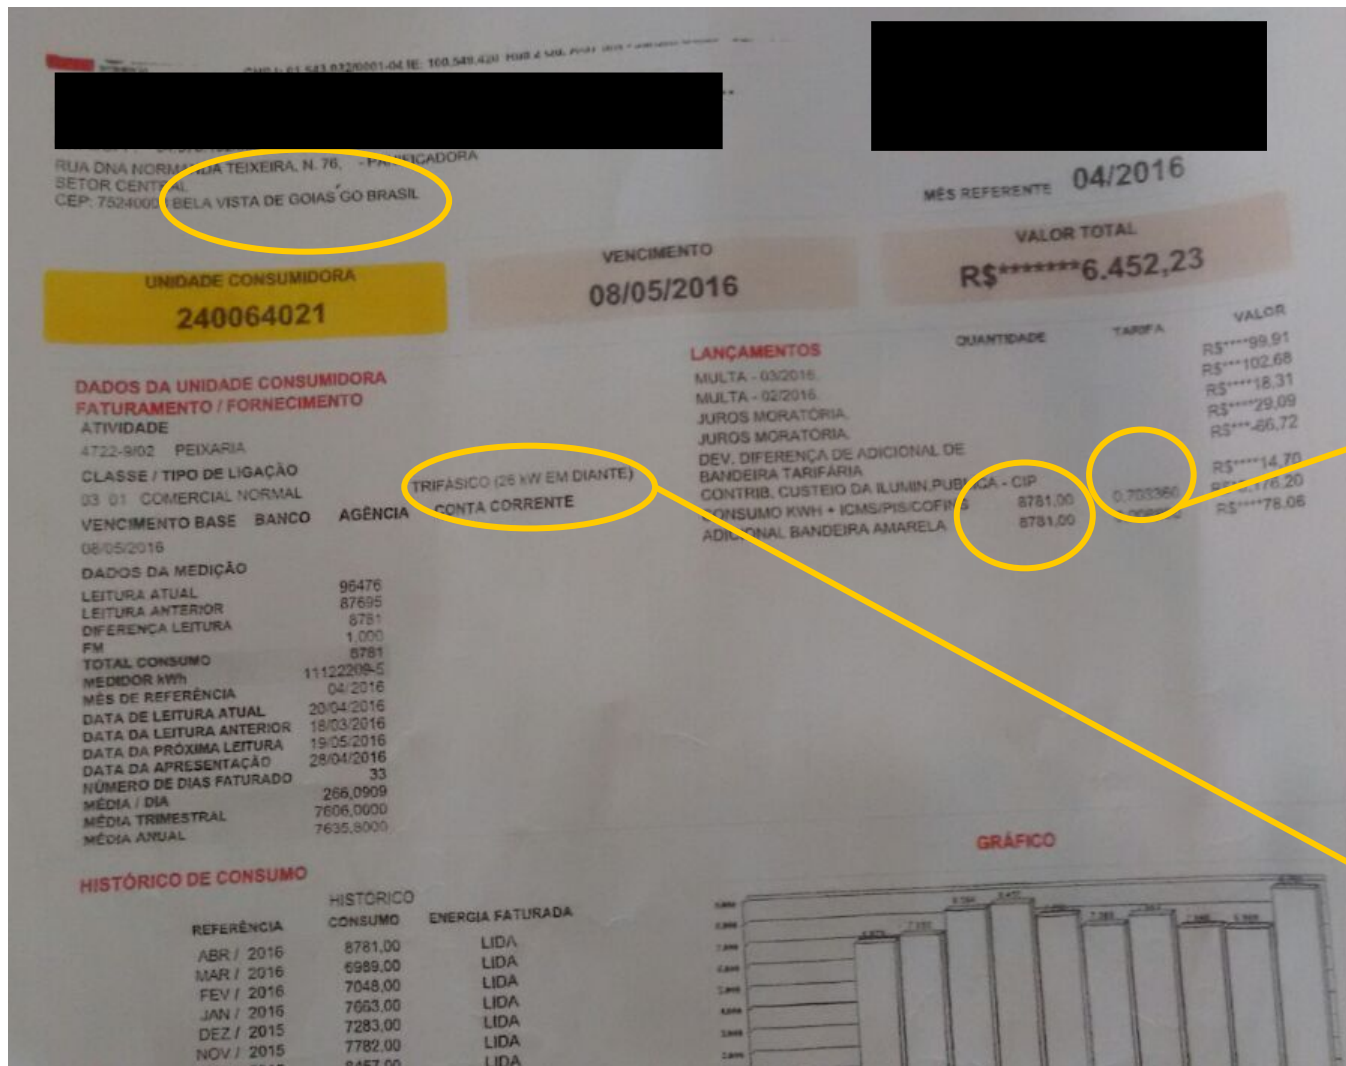 RUA DNA NORMANDA TEIXEIRA, N. 76, - PANIFICADORA
SETOR CENTRAL
CEP: 7524000 BELA VISTA DE GOIAS GO BRASIL
MÊS REFERENTE 04/2016
UNIDADE CONSUMIDORA
240064021
VENCIMENTO
08/05/2016
VALOR TOTAL
R$*******6.452,23
DADOS DA UNIDADE CONSUMIDORA
FATURAMENTO / FORNECIMENTO
ATIVIDADE
4722-9/02 PEIXARIA
CLASSE / TIPO DE LIGAÇÃO
03 01 COMERCIAL NORMAL TRIFÁSICO (26 kW EM DIANTE)
VENCIMENTO BASE BANCO AGÊNCIA CONTA CORRENTE
08/05/2016
DADOS DA MEDIÇÃO
LEITURA ATUAL 96476
LEITURA ANTERIOR 87695
DIFERENÇA LEITURA 8781
FM 1,000
TOTAL CONSUMO 8781
MEDIDOR kWh 11122209-5
MÊS DE REFERÊNCIA 04/2016
DATA DE LEITURA ATUAL 20/04/2016
DATA DA LEITURA ANTERIOR 18/03/2016
DATA DA PRÓXIMA LEITURA 19/05/2016
DATA DA APRESENTAÇÃO 28/04/2016
NÚMERO DE DIAS FATURADO 33
MÉDIA / DIA 266,0909
MÉDIA TRIMESTRAL 7606,0000
MÉDIA ANUAL 7635,8000
LANÇAMENTOS QUANTIDADE TARIFA VALOR
MULTA - 03/2016. R$****99,91
MULTA - 02/2016. R$***102,68
JUROS MORATÓRIA. R$****18,31
JUROS MORATÓRIA. R$****29,09
DEV. DIFERENÇA DE ADICIONAL DE R$***-66,72
BANDEIRA TARIFÁRIA
CONTRIB. CUSTEIO DA ILUMIN.PUBLICA - CIP R$****14,70
CONSUMO KWH + ICMS/PIS/COFINS 8781,00 0,703360 6.176,20
ADICIONAL BANDEIRA AMARELA 8781,00 R$****78,06
HISTÓRICO DE CONSUMO
HISTÓRICO
REFERÊNCIA CONSUMO ENERGIA FATURADA
ABR / 2016 8781,00 LIDA
MAR / 2016 6989,00 LIDA
FEV / 2016 7048,00 LIDA
JAN / 2016 7663,00 LIDA
DEZ / 2015 7283,00 LIDA
NOV / 2015 7782,00 LIDA
8457,00 LIDA
GRÁFICO